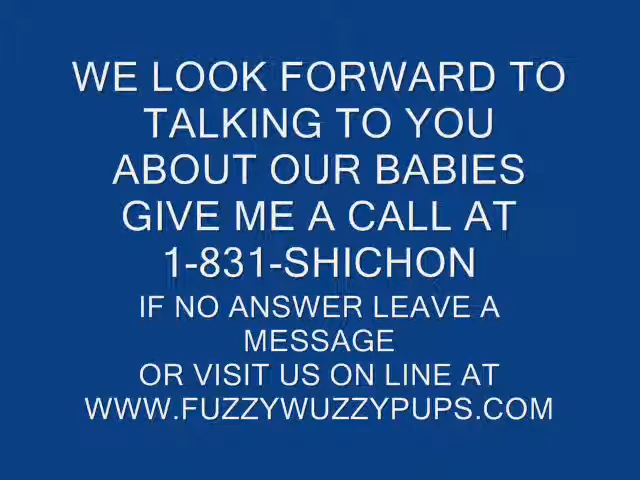 WE LOOK FORWARD TO
TALKING TO YOU
ABOUT OUR BABIES
GIVE ME A CALL AT
1-831-SHICHON
IF NO ANSWER LEAVE A
MESSAGE
OR VISIT US ON LINE AT
WWW.FUZZYWUZZYPUPS.COM